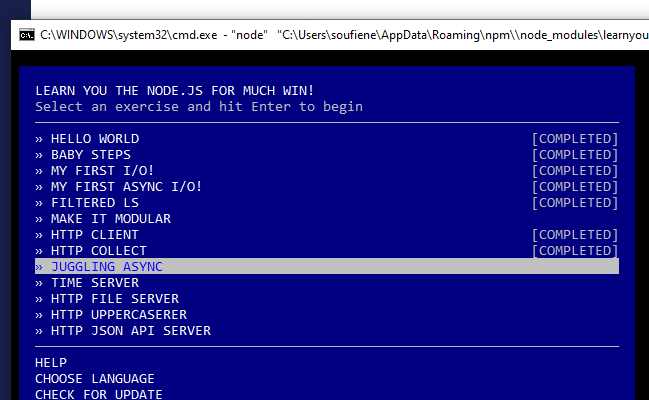 C:\WINDOWS\system32\cmd.exe - "node" "C:\Users\soufiene\AppData\Roaming\npm\\node_modules\learnyou
LEARN YOU THE NODE.JS FOR MUCH WIN!
Select an exercise and hit Enter to begin
» HELLO WORLD [COMPLETED]
» BABY STEPS [COMPLETED]
» MY FIRST I/O! [COMPLETED]
» MY FIRST ASYNC I/O! [COMPLETED]
» FILTERED LS [COMPLETED]
» MAKE IT MODULAR
» HTTP CLIENT [COMPLETED]
» HTTP COLLECT [COMPLETED]
» JUGGLING ASYNC
» TIME SERVER
» HTTP FILE SERVER
» HTTP UPPERCASERER
» HTTP JSON API SERVER
HELP
CHOOSE LANGUAGE
CHECK FOR UPDATE